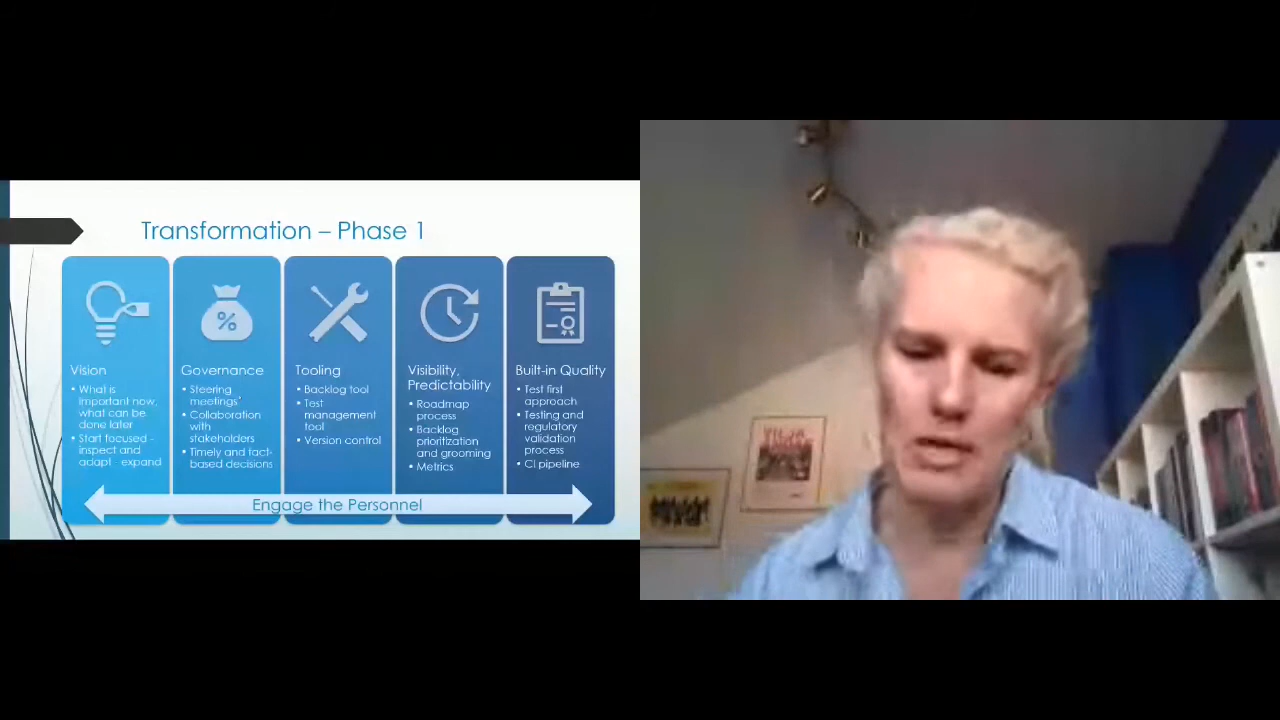 Transformation – Phase 1
Vision
• What is
important now,
what can be
done later
• Start focused -
inspect and
adapt - expand
%
Governance
• Steering
meetings
• Collaboration
with
stakeholders
• Timely and fact-
based decisions
Tooling
• Backlog tool
• Test
management
tool
• Version control
Visibility,
Predictability
• Roadmap
process
• Backlog
prioritization
and grooming
• Metrics
Built-in Quality
• Test first
approach
• Testing and
regulatory
validation
process
• CI pipeline
Engage the Personnel